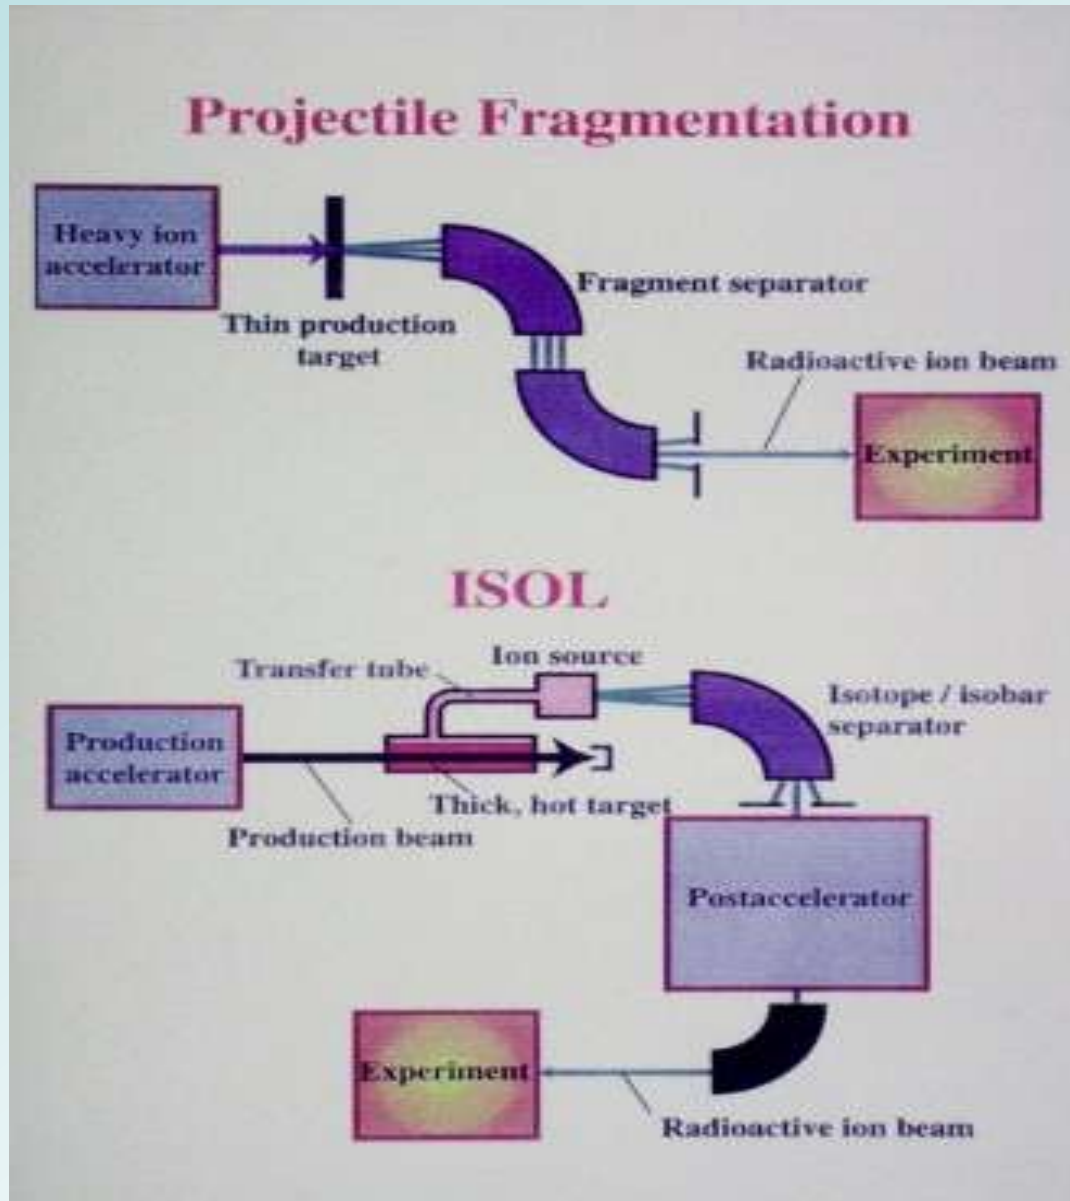 Projectile Fragmentation
Heavy ion
accelerator
Thin production
target
Fragment separator
Radioactive ion beam
Experiment
ISOL
Transfer tube
Ion source
Isotope / isobar
separator
Production
accelerator
Thick, hot target
Production beam
Postaccelerator
Experiment
Radioactive ion beam